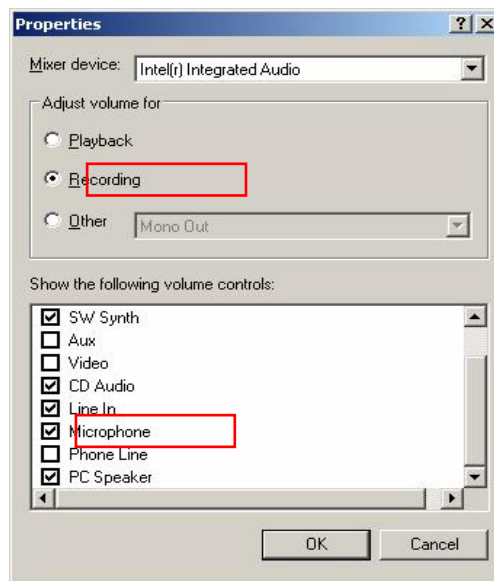 Properties
Mixer device: Intel(r) Integrated Audio
Adjust volume for
Playback
Recording
Other Mono Out
Show the following volume controls:
SW Synth
Aux
Video
CD Audio
Line In
Microphone
Phone Line
PC Speaker
OK Cancel